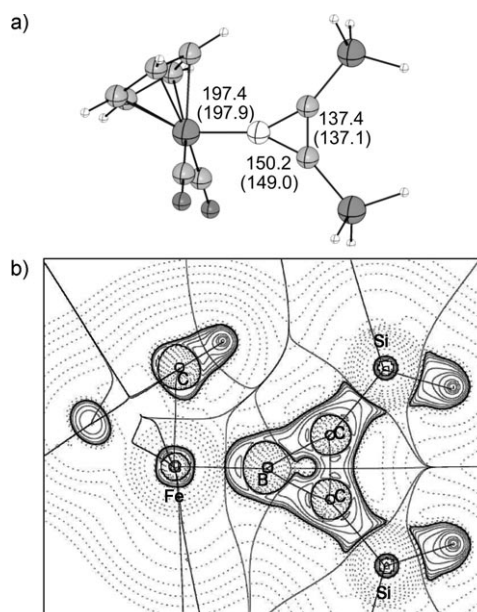 a)
197.4
(197.9)
137.4
(137.1)
150.2
(149.0)
b)
Si
C
C
B
Fe
C
Si